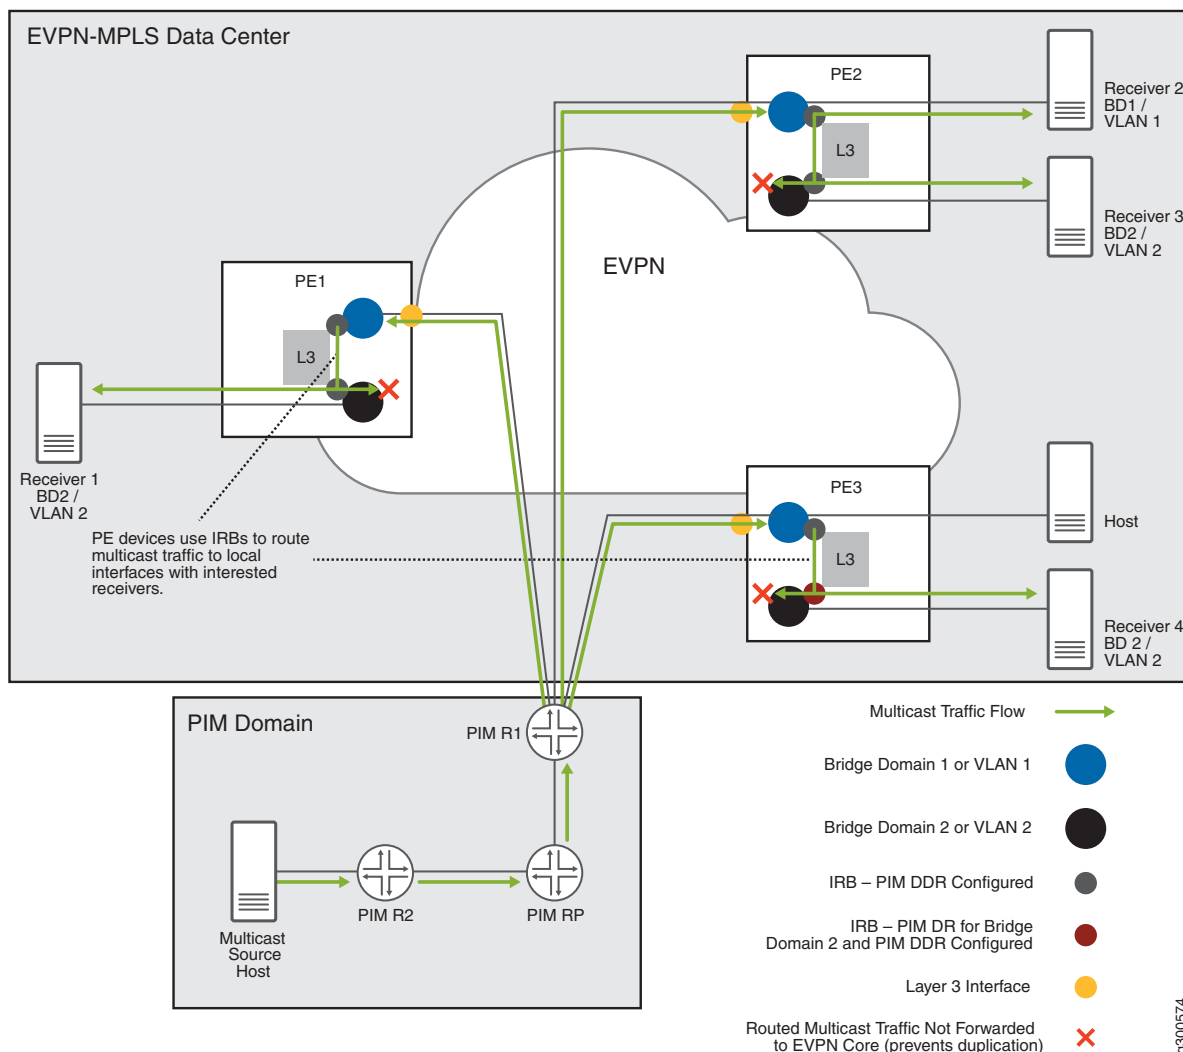 EVPN-MPLS Data Center
PE2
Receiver 2
BD1 /
VLAN 1
L3
Receiver 3
BD2 /
VLAN 2
EVPN
PE1
L3
Receiver 1
BD2 /
VLAN 2
PE devices use IRBs to route
multicast traffic to local
interfaces with interested
receivers.
PE3
Host
L3
Receiver 4
BD 2 /
VLAN 2
PIM Domain
PIM R1
PIM R2
PIM RP
Multicast
Source
Host
Multicast Traffic Flow
Bridge Domain 1 or VLAN 1
Bridge Domain 2 or VLAN 2
IRB – PIM DDR Configured
IRB – PIM DR for Bridge
Domain 2 and PIM DDR Configured
Layer 3 Interface
Routed Multicast Traffic Not Forwarded
to EVPN Core (prevents duplication)
g300574